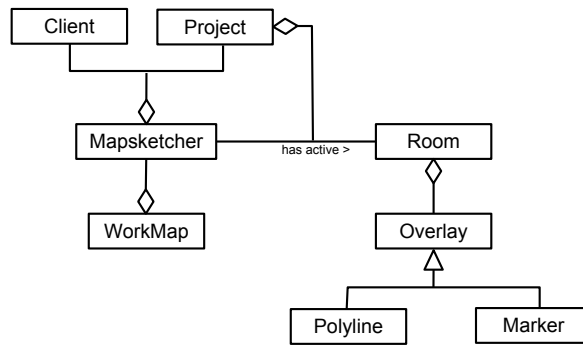 Client
Project
Mapsketcher
has active >
Room
WorkMap
Overlay
Polyline
Marker